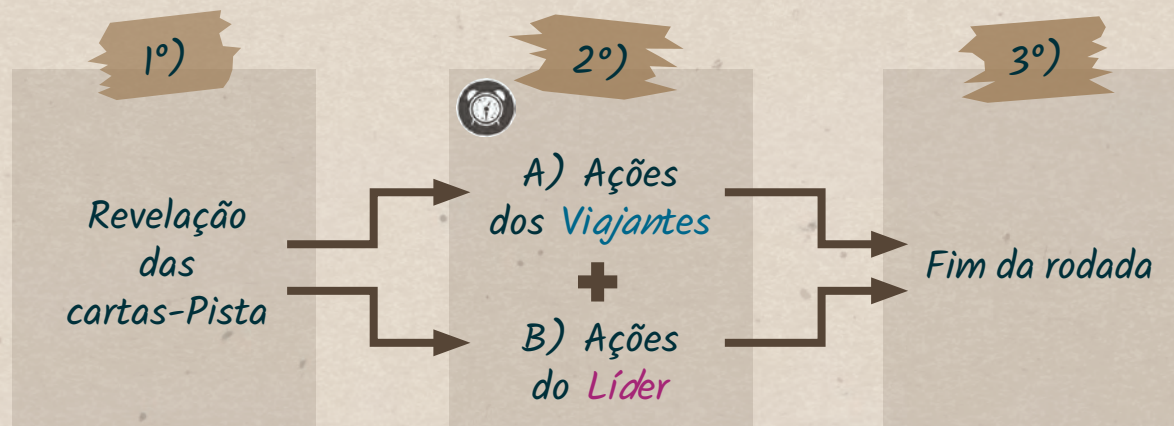 1º)
Revelação
das
cartas-Pista
2º)
A) Ações
dos Viajantes
B) Ações
do Líder
3º)
Fim da rodada